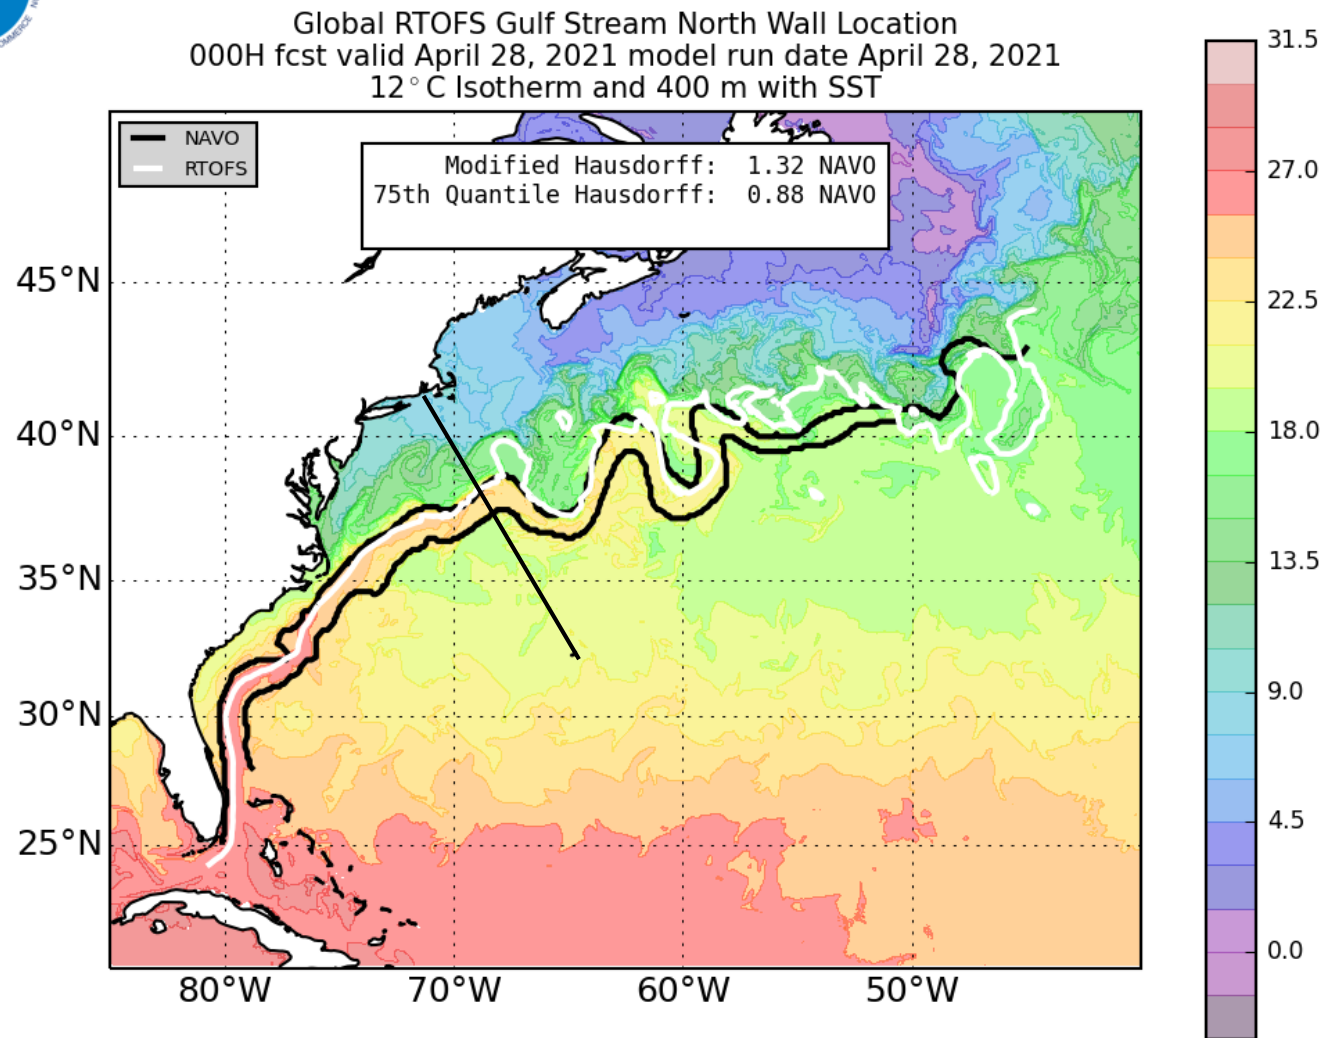 Global RTOFS Gulf Stream North Wall Location
000H fcst valid April 28, 2021 model run date April 28, 2021
12°C Isotherm and 400 m with SST
NAVO
RTOFS
Modified Hausdorff: 1.32 NAVO
75th Quantile Hausdorff: 0.88 NAVO
45°N
40°N
35°N
30°N
25°N
80°W
70°W
60°W
50°W
31.5
27.0
22.5
18.0
13.5
9.0
4.5
0.0